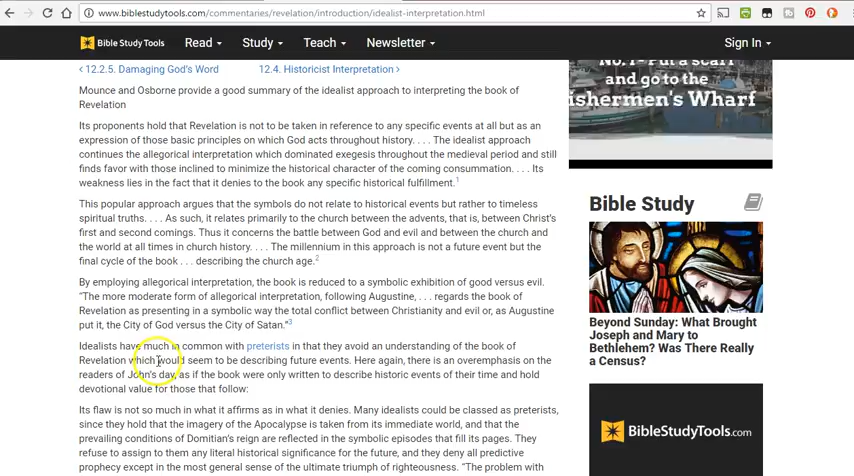 www.biblestudytools.com/commentaries/revelation/introduction/idealist-interpretation.html
BIBLE STUDY TOOLS
Read
Study
Teach
Newsletter
Sign In
‹ 12.2.5. Damaging God's Word
12.4. Historicist Interpretation ›
Mounce and Osborne provide a good summary of the idealist approach to interpreting the book of
Revelation
Its proponents hold that Revelation is not to be taken in reference to any specific events at all but as an
expression of those basic principles on which God acts throughout history. . . . The idealist approach
continues the allegorical interpretation which dominated exegesis throughout the medieval period and still
finds favor with those inclined to minimize the historical character of the coming consummation. . . . Its
weakness lies in the fact that it denies to the book any specific historical fulfillment.1
This popular approach argues that the symbols do not relate to historical events but rather to timeless
spiritual truths. . . . As such, it relates primarily to the church between the advents, that is, between Christ's
first and second comings. Thus it concerns the battle between God and evil and between the church and
the world at all times in church history. . . . The millennium in this approach is not a future event but the
final cycle of the book . . . describing the church age.2
By employing allegorical interpretation, the book is reduced to a symbolic exhibition of good versus evil.
“The more moderate form of allegorical interpretation, following Augustine, . . . regards the book of
Revelation as presenting in a symbolic way the total conflict between Christianity and evil or, as Augustine
put it, the City of God versus the City of Satan.”3
Idealists have much in common with preterists in that they avoid an understanding of the book of
Revelation which would seem to be describing future events. Here again, there is an overemphasis on the
readers of John's day, as if the book were only written to describe historic events of their time and hold
devotional value for those that follow:
Its flaw is not so much in what it affirms as in what it denies. Many idealists could be classed as preterists,
since they hold that the imagery of the Apocalypse is taken from its immediate world, and that the
prevailing conditions of Domitian's reign are reflected in the symbolic episodes that fill its pages. They
refuse to assign to them any literal historical significance for the future, and they deny all predictive
prophecy except in the most general sense of the ultimate triumph of righteousness. “The problem with
and go to the
ishermen's Wharf
Bible Study
Beyond Sunday: What Brought
Joseph and Mary to
Bethlehem? Was There Really
a Census?
BIBLESTUDYTOOLS.com